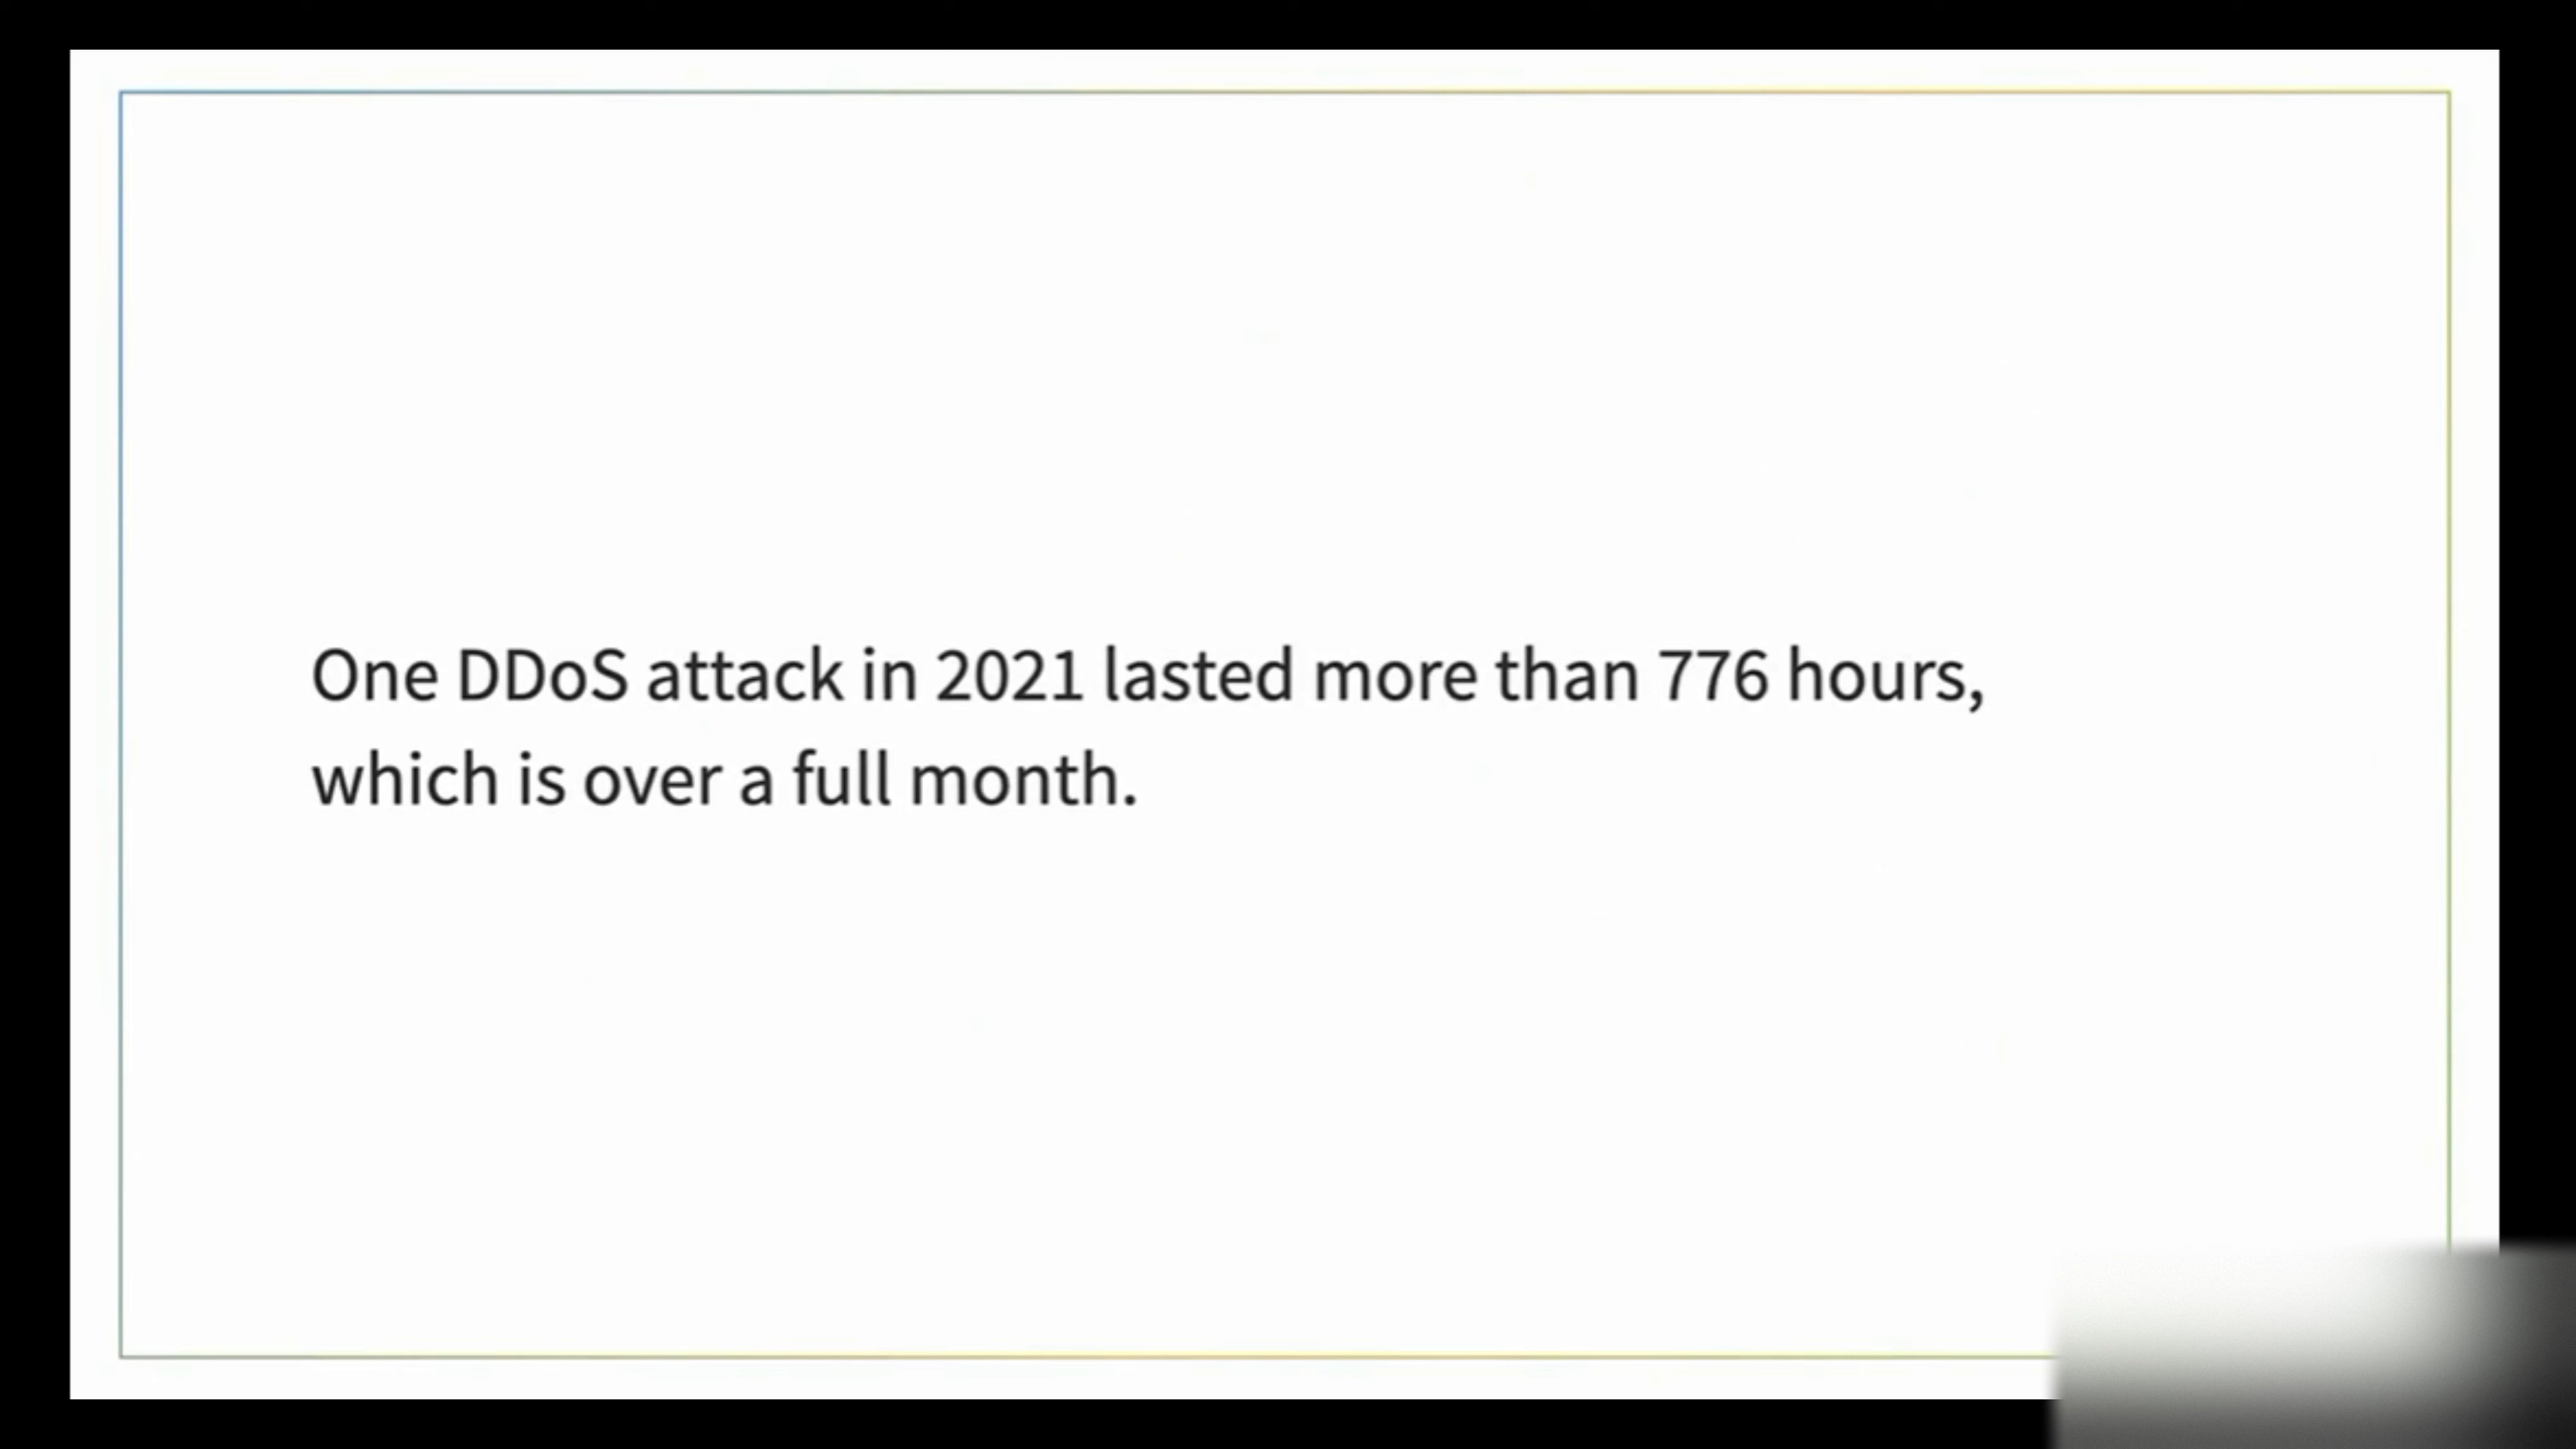 One DDoS attack in 2021 lasted more than 776 hours,
which is over a full month.